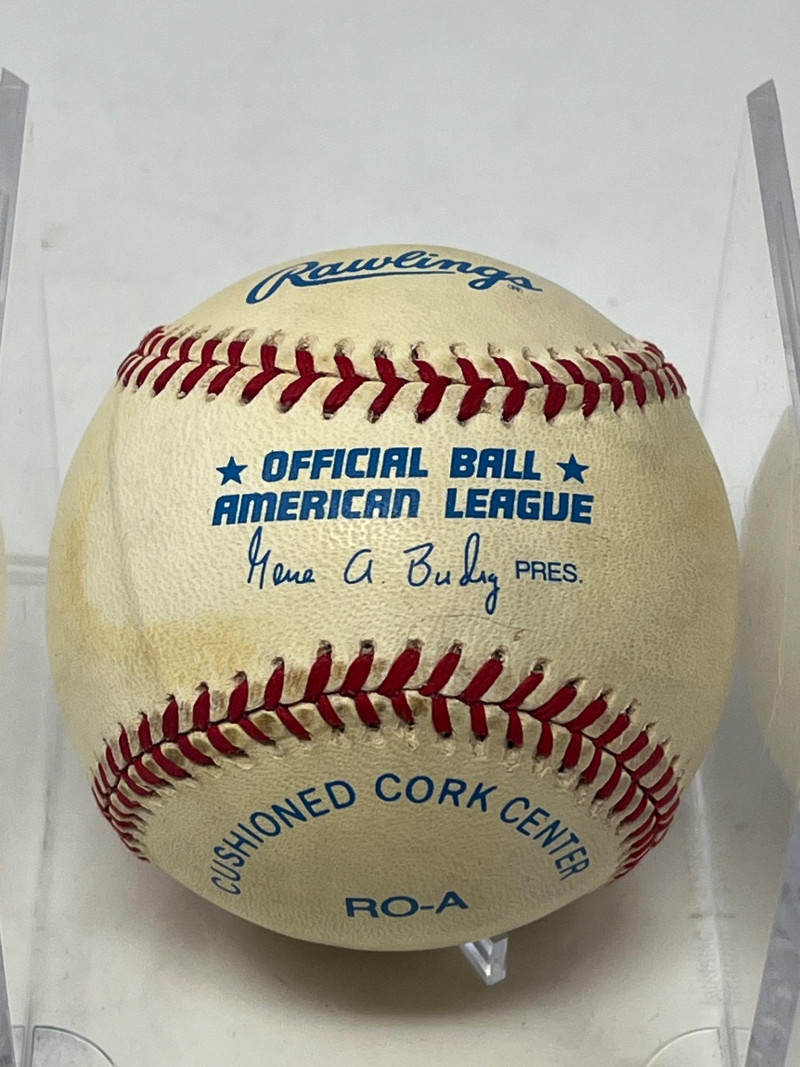 Rawlings
★ OFFICIAL BALL ★
AMERICAN LEAGUE
Gene A. Budig PRES.
CUSHIONED CORK CENTER
RO-A